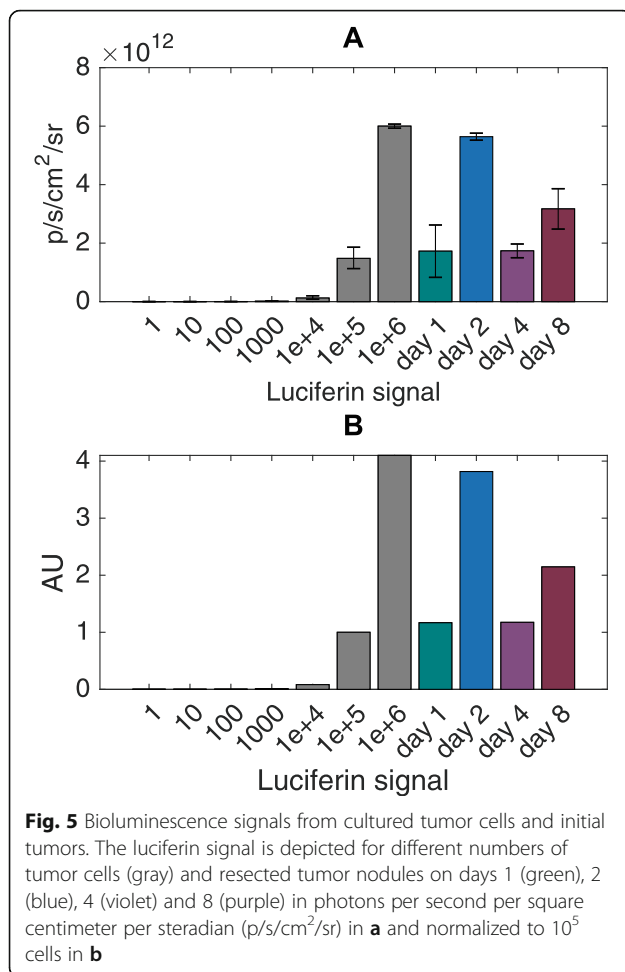 A
×10^12
8
6
4
2
0
p/s/cm²/sr
1 10 100 1000 1e+4 1e+5 1e+6 day 1 day 2 day 4 day 8
Luciferin signal
B
4
3
2
1
0
AU
1 10 100 1000 1e+4 1e+5 1e+6 day 1 day 2 day 4 day 8
Luciferin signal
Fig. 5 Bioluminescence signals from cultured tumor cells and initial
tumors. The luciferin signal is depicted for different numbers of
tumor cells (gray) and resected tumor nodules on days 1 (green), 2
(blue), 4 (violet) and 8 (purple) in photons per second per square
centimeter per steradian (p/s/cm²/sr) in a and normalized to 10⁵
cells in b